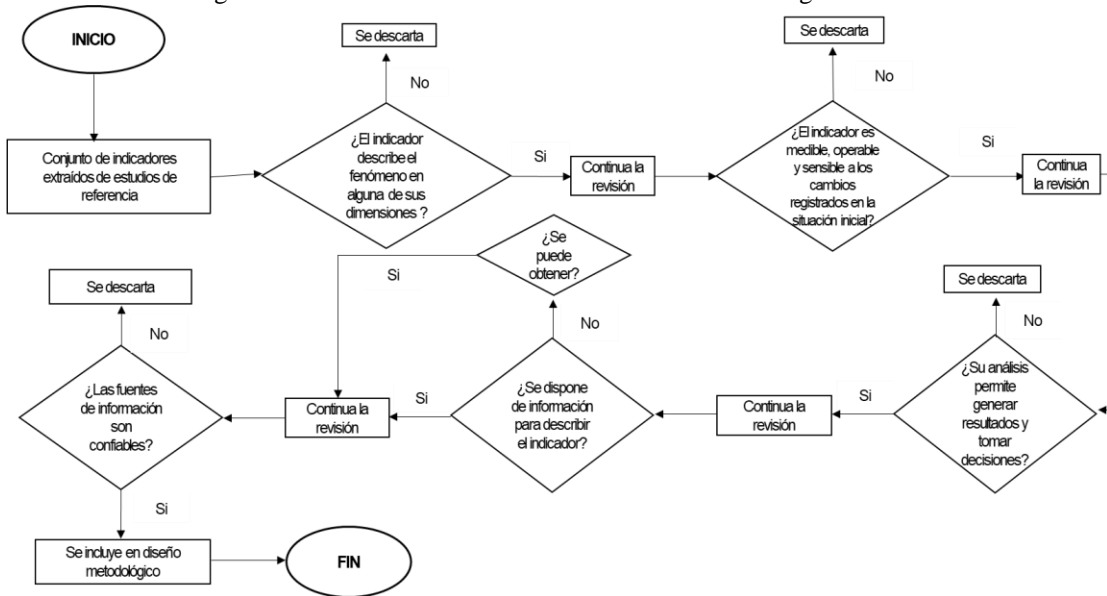 INICIO
Conjunto de indicadores
extraídos de estudios de
referencia
Se descarta
No
¿El indicador
describe el
fenómeno en
alguna de sus
dimensiones ?
Si
Continua la
revisión
Se descarta
No
¿El indicador es
medible, operable
y sensible a los
cambios
registrados en la
situación inicial?
Si
Continua
la revisión
Se descarta
No
¿Su análisis
permite
generar
resultados y
tomar
decisiones?
Si
Continua la
revisión
¿Se dispone
de información
para describir
el indicador?
No
¿Se
puede
obtener?
Si
Si
Continua la
revisión
¿Las fuentes
de información
son
confiables?
No
Se descarta
Si
Se incluye en diseño
metodológico
FIN